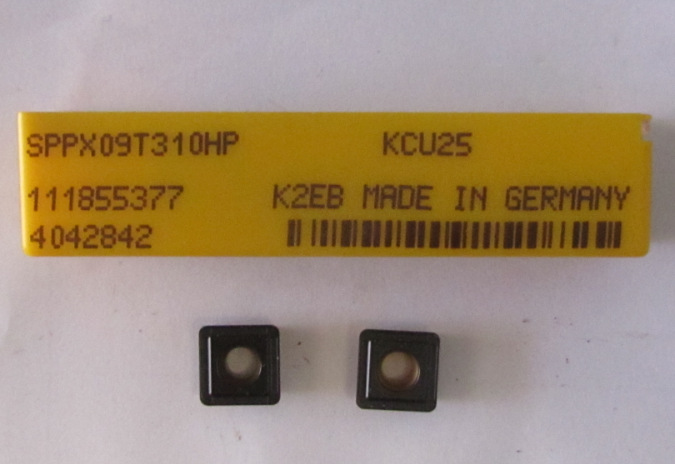 SPPX09T310HP KCU25
111855377 K2EB MADE IN GERMANY
4042842